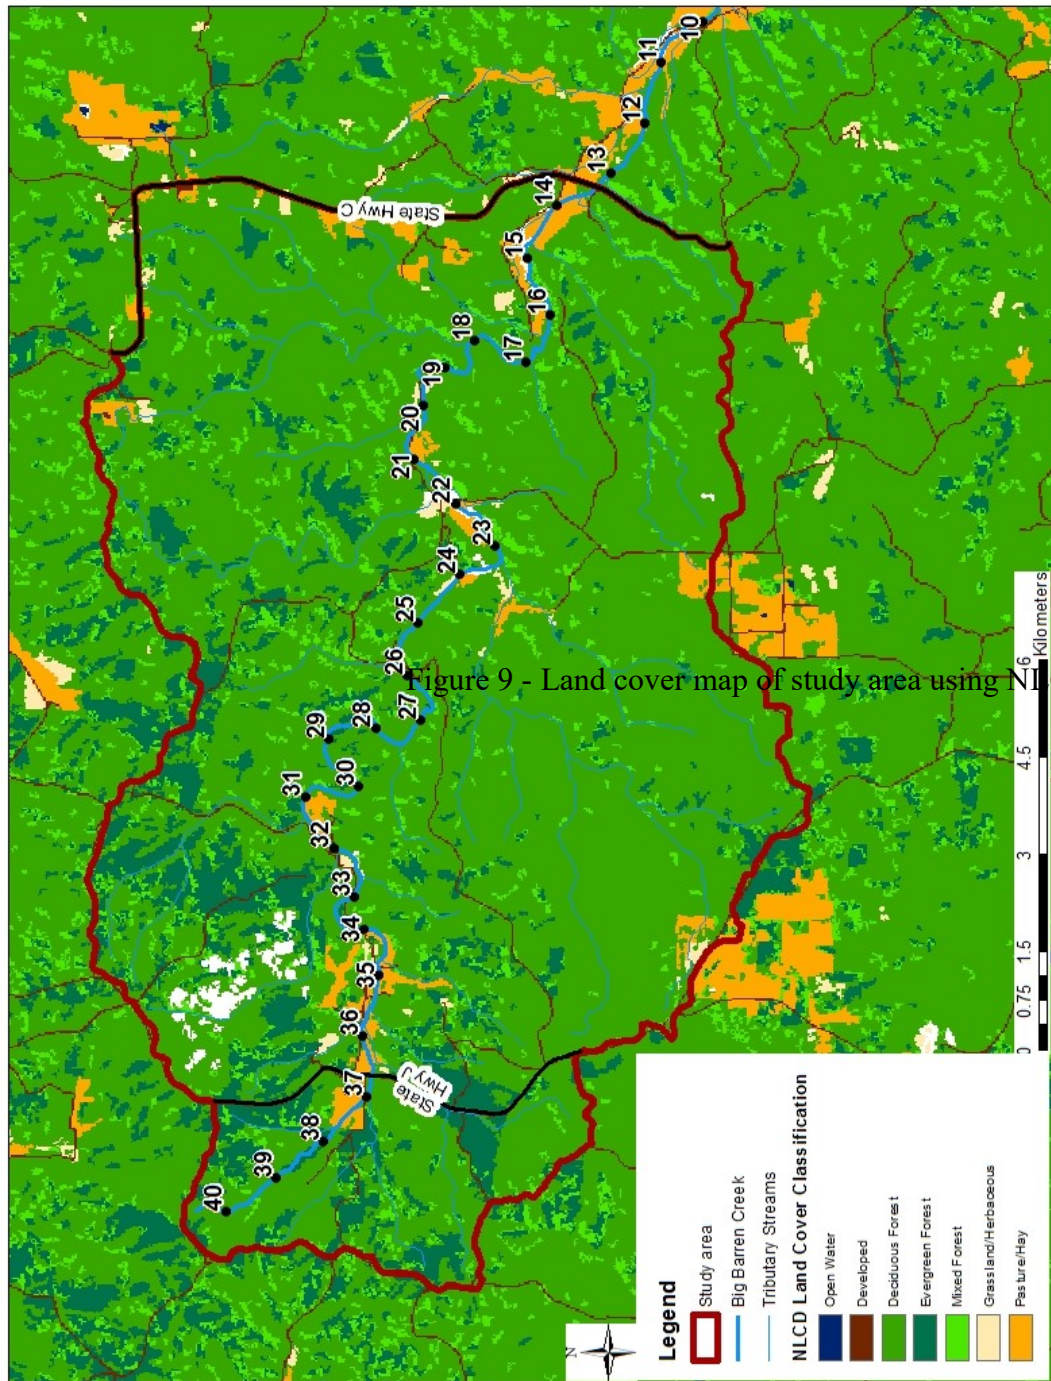 40
39
38
37
36
35
34
33
32
31
30
29
28
27
26
25
24
23
22
21
20
19
18
17
16
15
14
13
12
11
10
State Hwy C
State
Hwy J
Figure 9 - Land cover map of study area using NL
N
Legend
Study area
Big Barren Creek
Tributary Streams
NLCD Land Cover Classification
Open Water
Developed
Deciduous Forest
Evergreen Forest
Mixed Forest
Grassland/Herbaceous
Pasture/Hay
0 0.75 1.5 3 4.5 6
Kilometers